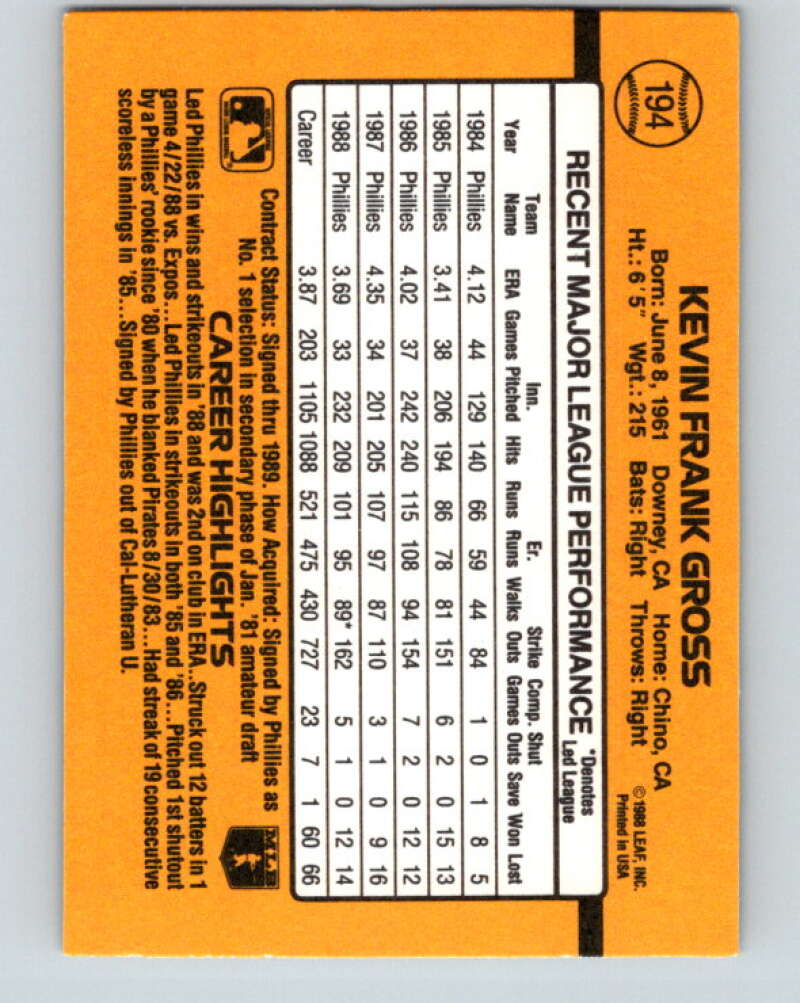 194
KEVIN FRANK GROSS
Born: June 8, 1961 Downey, CA Home: Chino, CA
Ht.: 6'5" Wgt.: 215 Bats: Right Throws: Right
© 1988 LEAF, INC.
Printed in USA
RECENT MAJOR LEAGUE PERFORMANCE *Denotes Led League
Year Team Name ERA Games Inn. Pitched Hits Runs Er. Runs Walks Strike Outs Comp. Games Shut Outs Save Won Lost
1984 Phillies 4.12 44 129 140 66 59 44 84 1 0 1 8 5
1985 Phillies 3.41 38 206 194 86 78 81 151 6 2 0 15 13
1986 Phillies 4.02 37 242 240 115 108 94 154 7 2 0 12 12
1987 Phillies 4.35 34 201 205 107 97 87 110 3 1 0 9 16
1988 Phillies 3.69 33 232 209 101 95 89* 162 5 1 0 12 14
Career 3.87 203 1105 1088 521 475 430 727 23 7 1 60 66
Contract Status: Signed thru 1989. How Acquired: Signed by Phillies as
No. 1 selection in secondary phase of Jan. '81 amateur draft
MLB
CAREER HIGHLIGHTS
Led Phillies in wins and strikeouts in '88 and was 2nd on club in ERA...Struck out 12 batters in 1
game 4/22/88 vs. Expos...Led Phillies in strikeouts in both '85 and '86...Pitched 1st shutout
by a Phillies' rookie since '80 when he blanked Pirates 8/30/83...Had streak of 19 consecutive
scoreless innings in '85...Signed by Phillies out of Cal-Lutheran U.